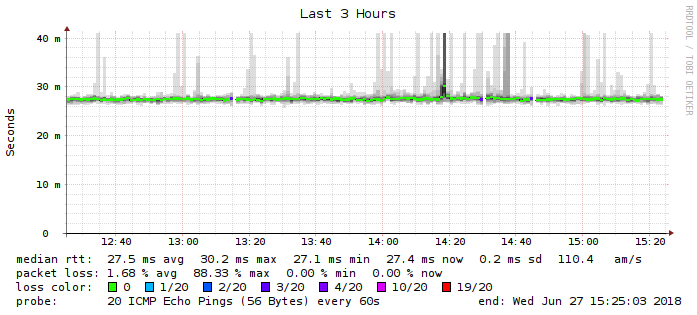 Last 3 Hours
RRDTOOL / TOBI OETIKER
Seconds
40 m
30 m
20 m
10 m
0
12:40 13:00 13:20 13:40 14:00 14:20 14:40 15:00 15:20
median rtt: 27.5 ms avg 30.2 ms max 27.1 ms min 27.4 ms now 0.2 ms sd 110.4 am/s
packet loss: 1.68 % avg 88.33 % max 0.00 % min 0.00 % now
loss color: 0 1/20 2/20 3/20 4/20 10/20 19/20
probe: 20 ICMP Echo Pings (56 Bytes) every 60s end: Wed Jun 27 15:25:03 2018